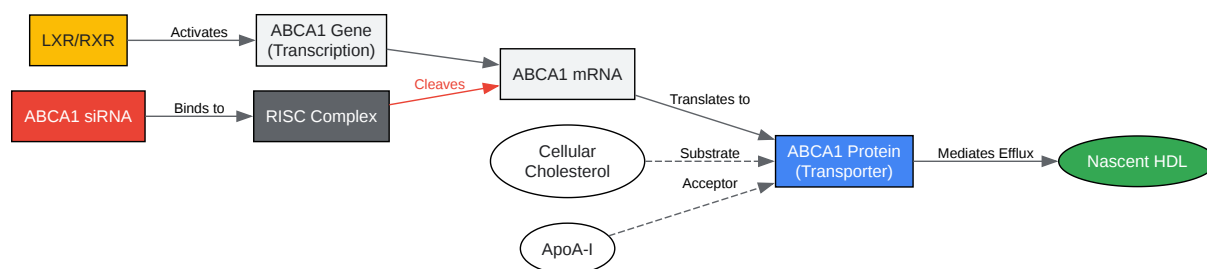 LXR/RXR
Activates
ABCA1 Gene
(Transcription)
ABCA1 siRNA
Binds to
RISC Complex
Cleaves
ABCA1 mRNA
Translates to
Cellular
Cholesterol
Substrate
Acceptor
ApoA-I
ABCA1 Protein
(Transporter)
Mediates Efflux
Nascent HDL